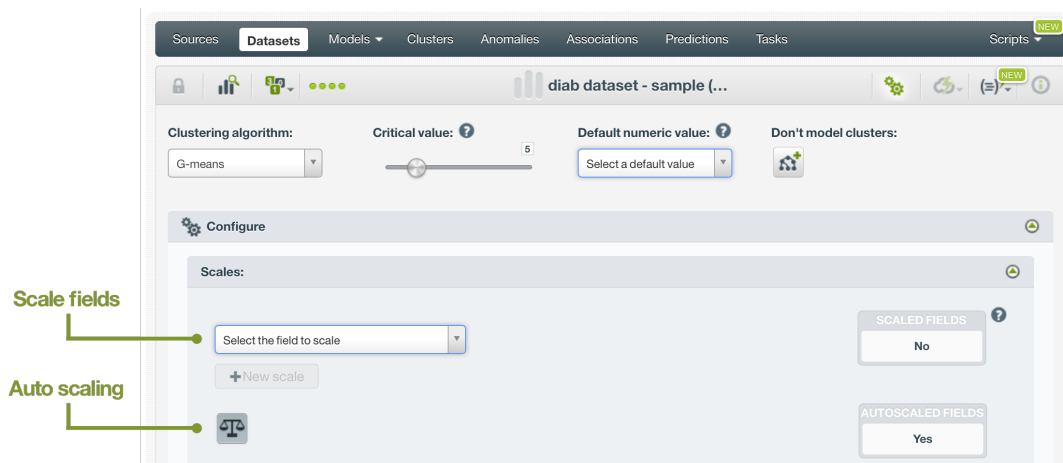 NEW
Sources Datasets Models Clusters Anomalies Associations Predictions Tasks Scripts
NEW
diab dataset - sample (...
Clustering algorithm: Critical value: Default numeric value: Don't model clusters:
G-means 5 Select a default value
Configure
Scales:
Scale fields
SCALED FIELDS
Select the field to scale No
+New scale
Auto scaling
AUTOSCALED FIELDS
Yes